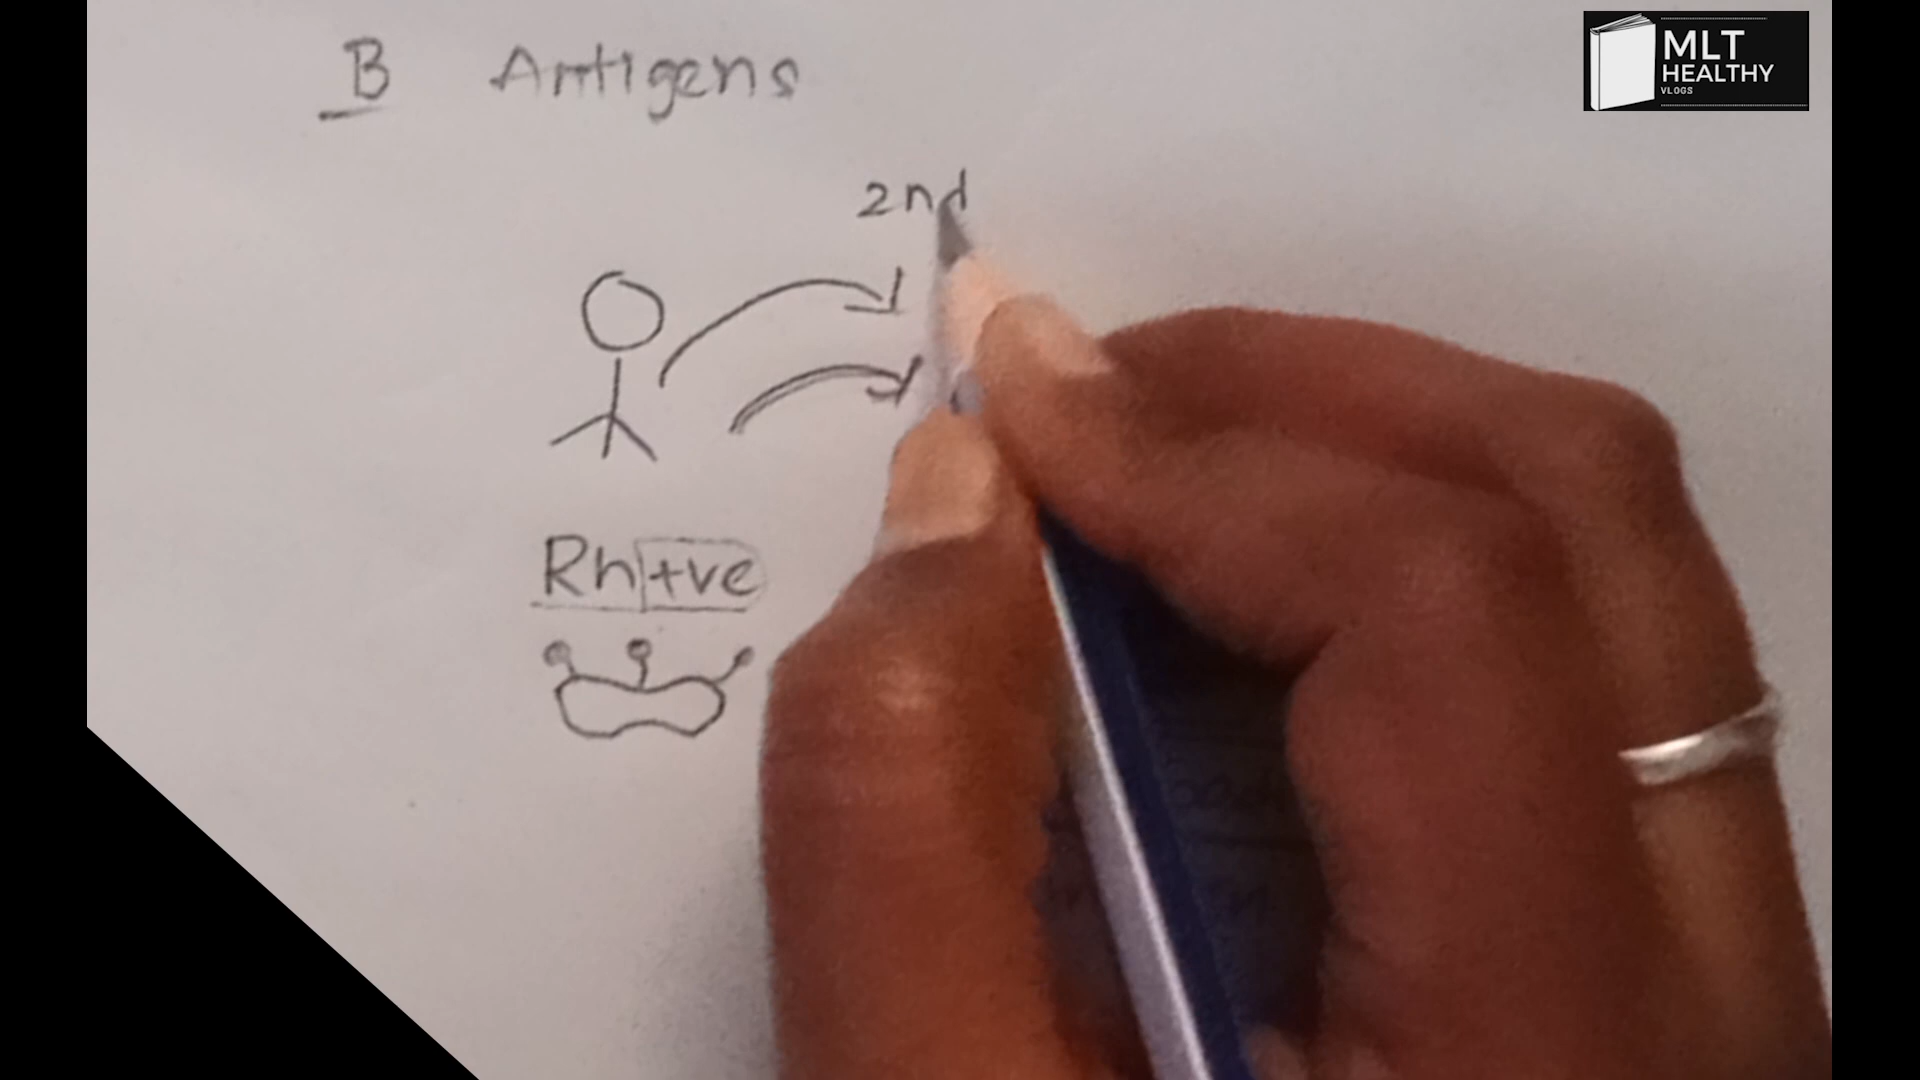 B Antigens
2nd
Rh +ve
MLT
HEALTHY
VLOGS